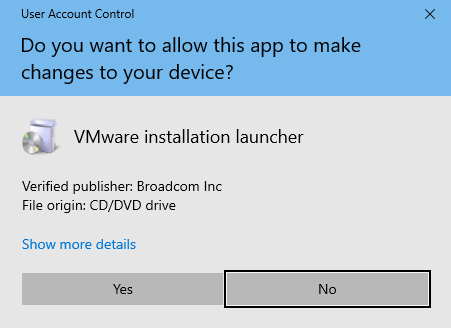 User Account Control
Do you want to allow this app to make
changes to your device?
VMware installation launcher
Verified publisher: Broadcom Inc
File origin: CD/DVD drive
Show more details
Yes
No